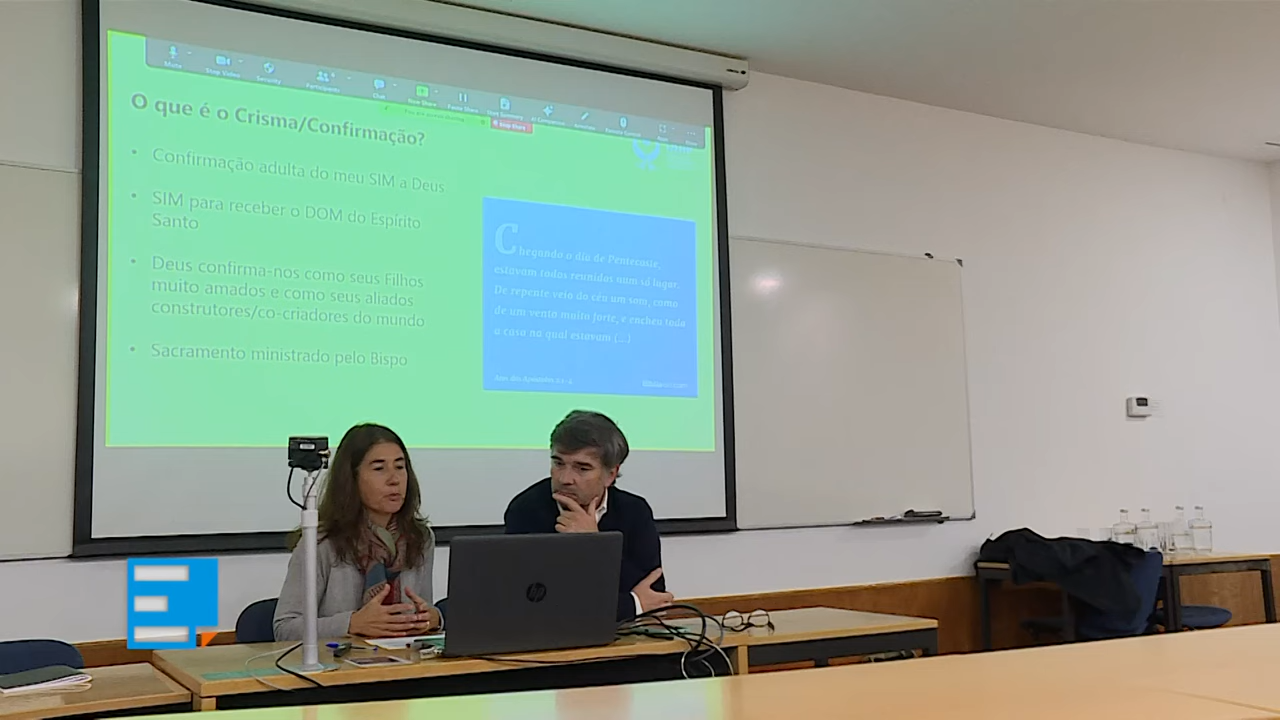 Mute
Stop Video
Security
Participants
Chat
New Share
Pause Share
Stop Share
O que é o Crisma/Confirmação?
• Confirmação adulta do meu SIM a Deus
• SIM para receber o DOM do Espírito
Santo
• Deus confirma-nos como seus Filhos
muito amados e como seus aliados
construtores/co-criadores do mundo
• Sacramento ministrado pelo Bispo
Chegando o dia de Pentecoste,
estavam todos reunidos num só lugar.
De repente veio do céu um som, como
de um vento muito forte, e encheu toda
a casa na qual estavam [...]
hp